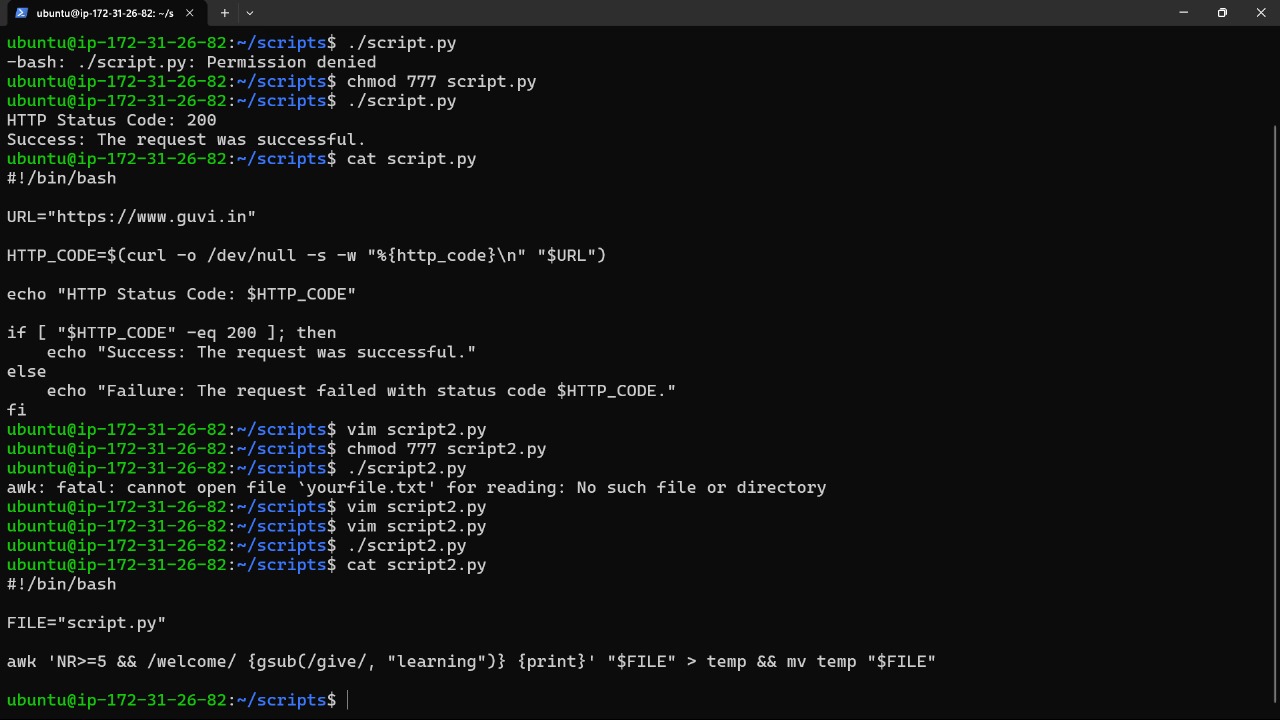 ubuntu@ip-172-31-26-82: ~/s
ubuntu@ip-172-31-26-82:~/scripts$ ./script.py
-bash: ./script.py: Permission denied
ubuntu@ip-172-31-26-82:~/scripts$ chmod 777 script.py
ubuntu@ip-172-31-26-82:~/scripts$ ./script.py
HTTP Status Code: 200
Success: The request was successful.
ubuntu@ip-172-31-26-82:~/scripts$ cat script.py
#!/bin/bash
URL="https://www.guvi.in"
HTTP_CODE=$(curl -o /dev/null -s -w "%{http_code}\n" "$URL")
echo "HTTP Status Code: $HTTP_CODE"
if [ "$HTTP_CODE" -eq 200 ]; then
    echo "Success: The request was successful."
else
    echo "Failure: The request failed with status code $HTTP_CODE."
fi
ubuntu@ip-172-31-26-82:~/scripts$ vim script2.py
ubuntu@ip-172-31-26-82:~/scripts$ chmod 777 script2.py
ubuntu@ip-172-31-26-82:~/scripts$ ./script2.py
awk: fatal: cannot open file `yourfile.txt' for reading: No such file or directory
ubuntu@ip-172-31-26-82:~/scripts$ vim script2.py
ubuntu@ip-172-31-26-82:~/scripts$ vim script2.py
ubuntu@ip-172-31-26-82:~/scripts$ ./script2.py
ubuntu@ip-172-31-26-82:~/scripts$ cat script2.py
#!/bin/bash
FILE="script.py"
awk 'NR>=5 && /welcome/ {gsub(/give/, "learning")} {print}' "$FILE" > temp && mv temp "$FILE"
ubuntu@ip-172-31-26-82:~/scripts$